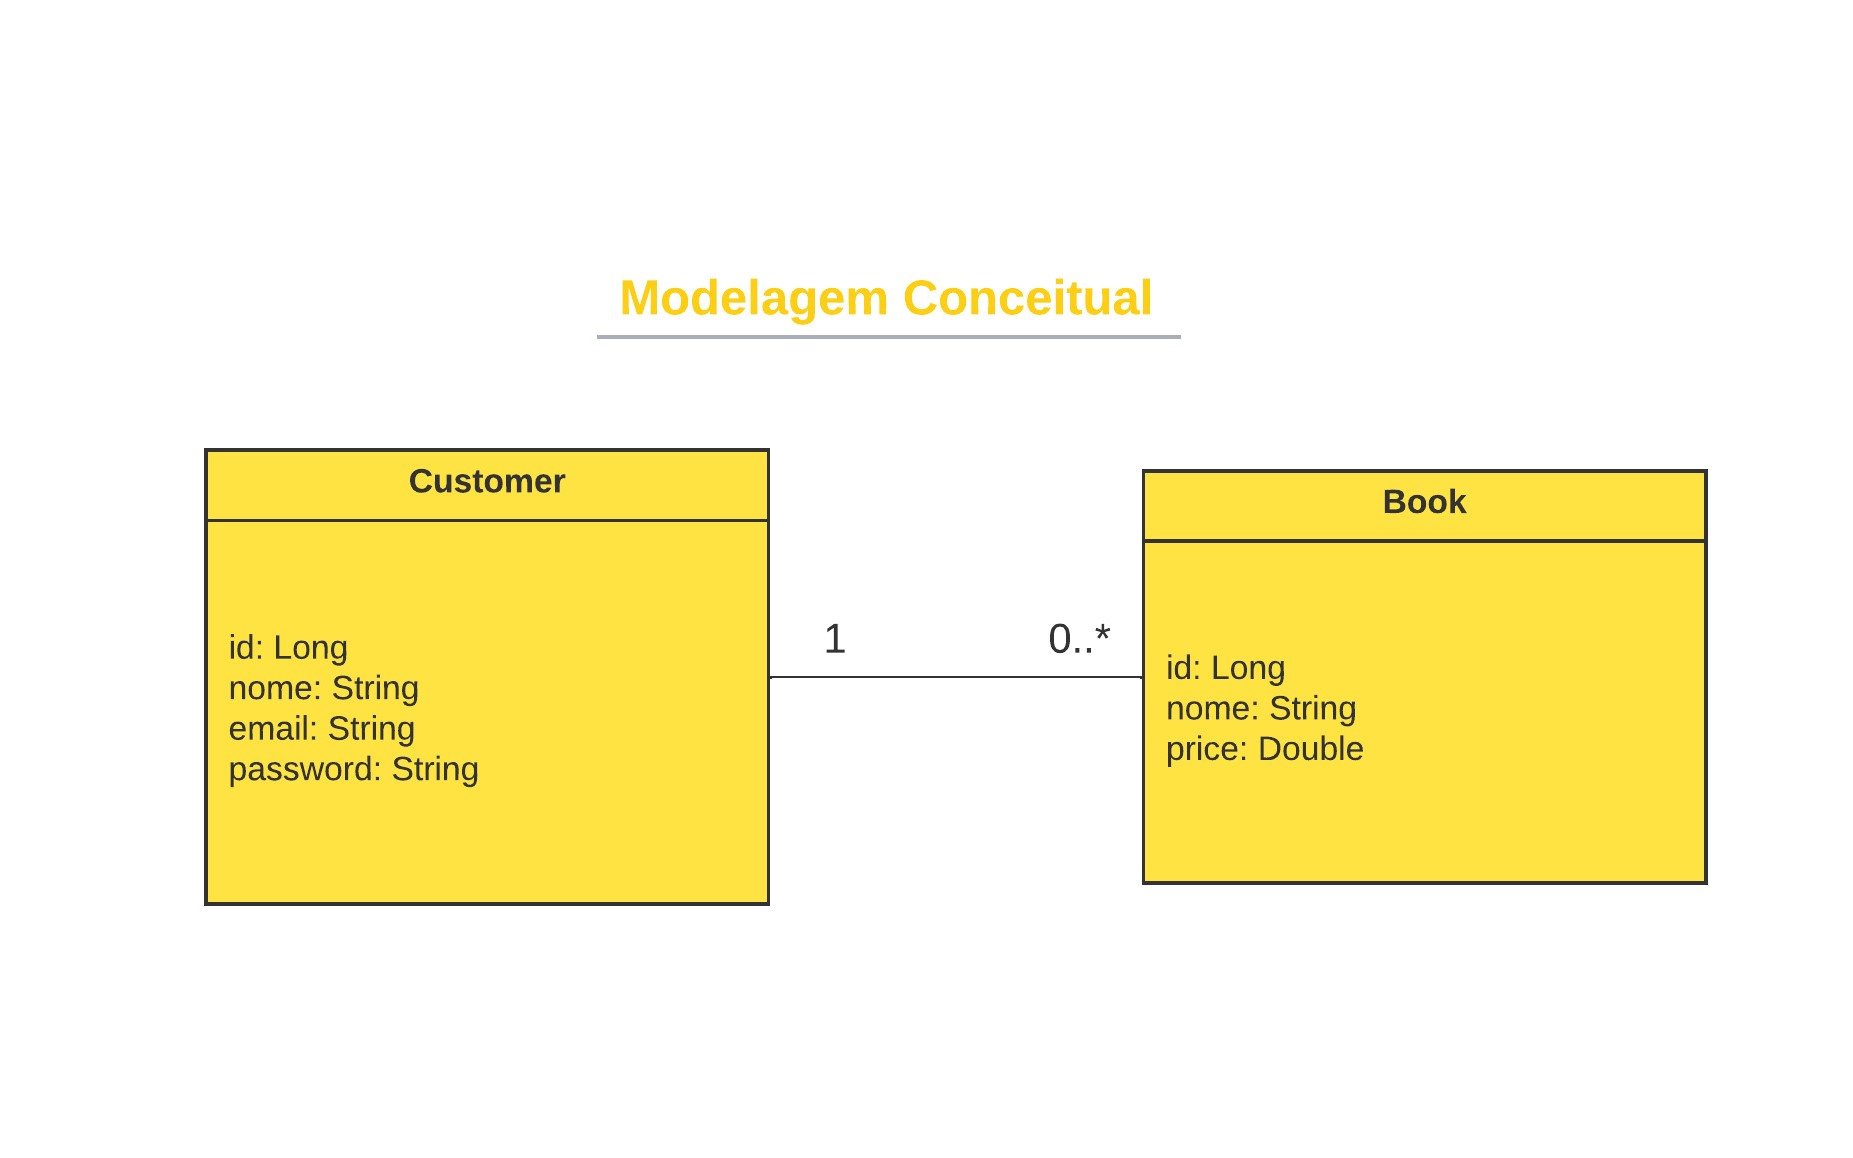 Modelagem Conceitual
Customer
id: Long
nome: String
email: String
password: String
1
0..*
Book
id: Long
nome: String
price: Double